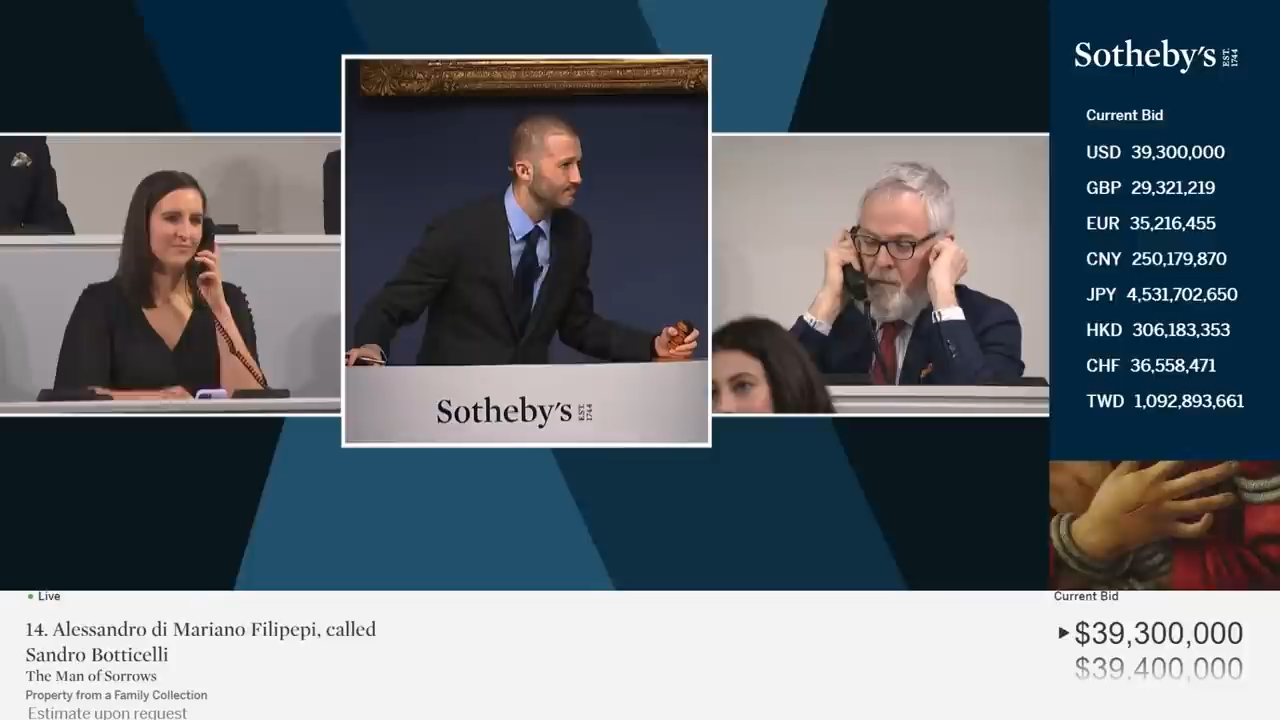 Sotheby's EST. 1744
Current Bid
USD 39,300,000
GBP 29,321,219
EUR 35,216,455
CNY 250,179,870
JPY 4,531,702,650
HKD 306,183,353
CHF 36,558,471
TWD 1,092,893,661
Sotheby's EST. 1744
Live
14. Alessandro di Mariano Filipepi, called
Sandro Botticelli
The Man of Sorrows
Property from a Family Collection
Estimate upon request
Current Bid
$39,300,000
$39,400,000